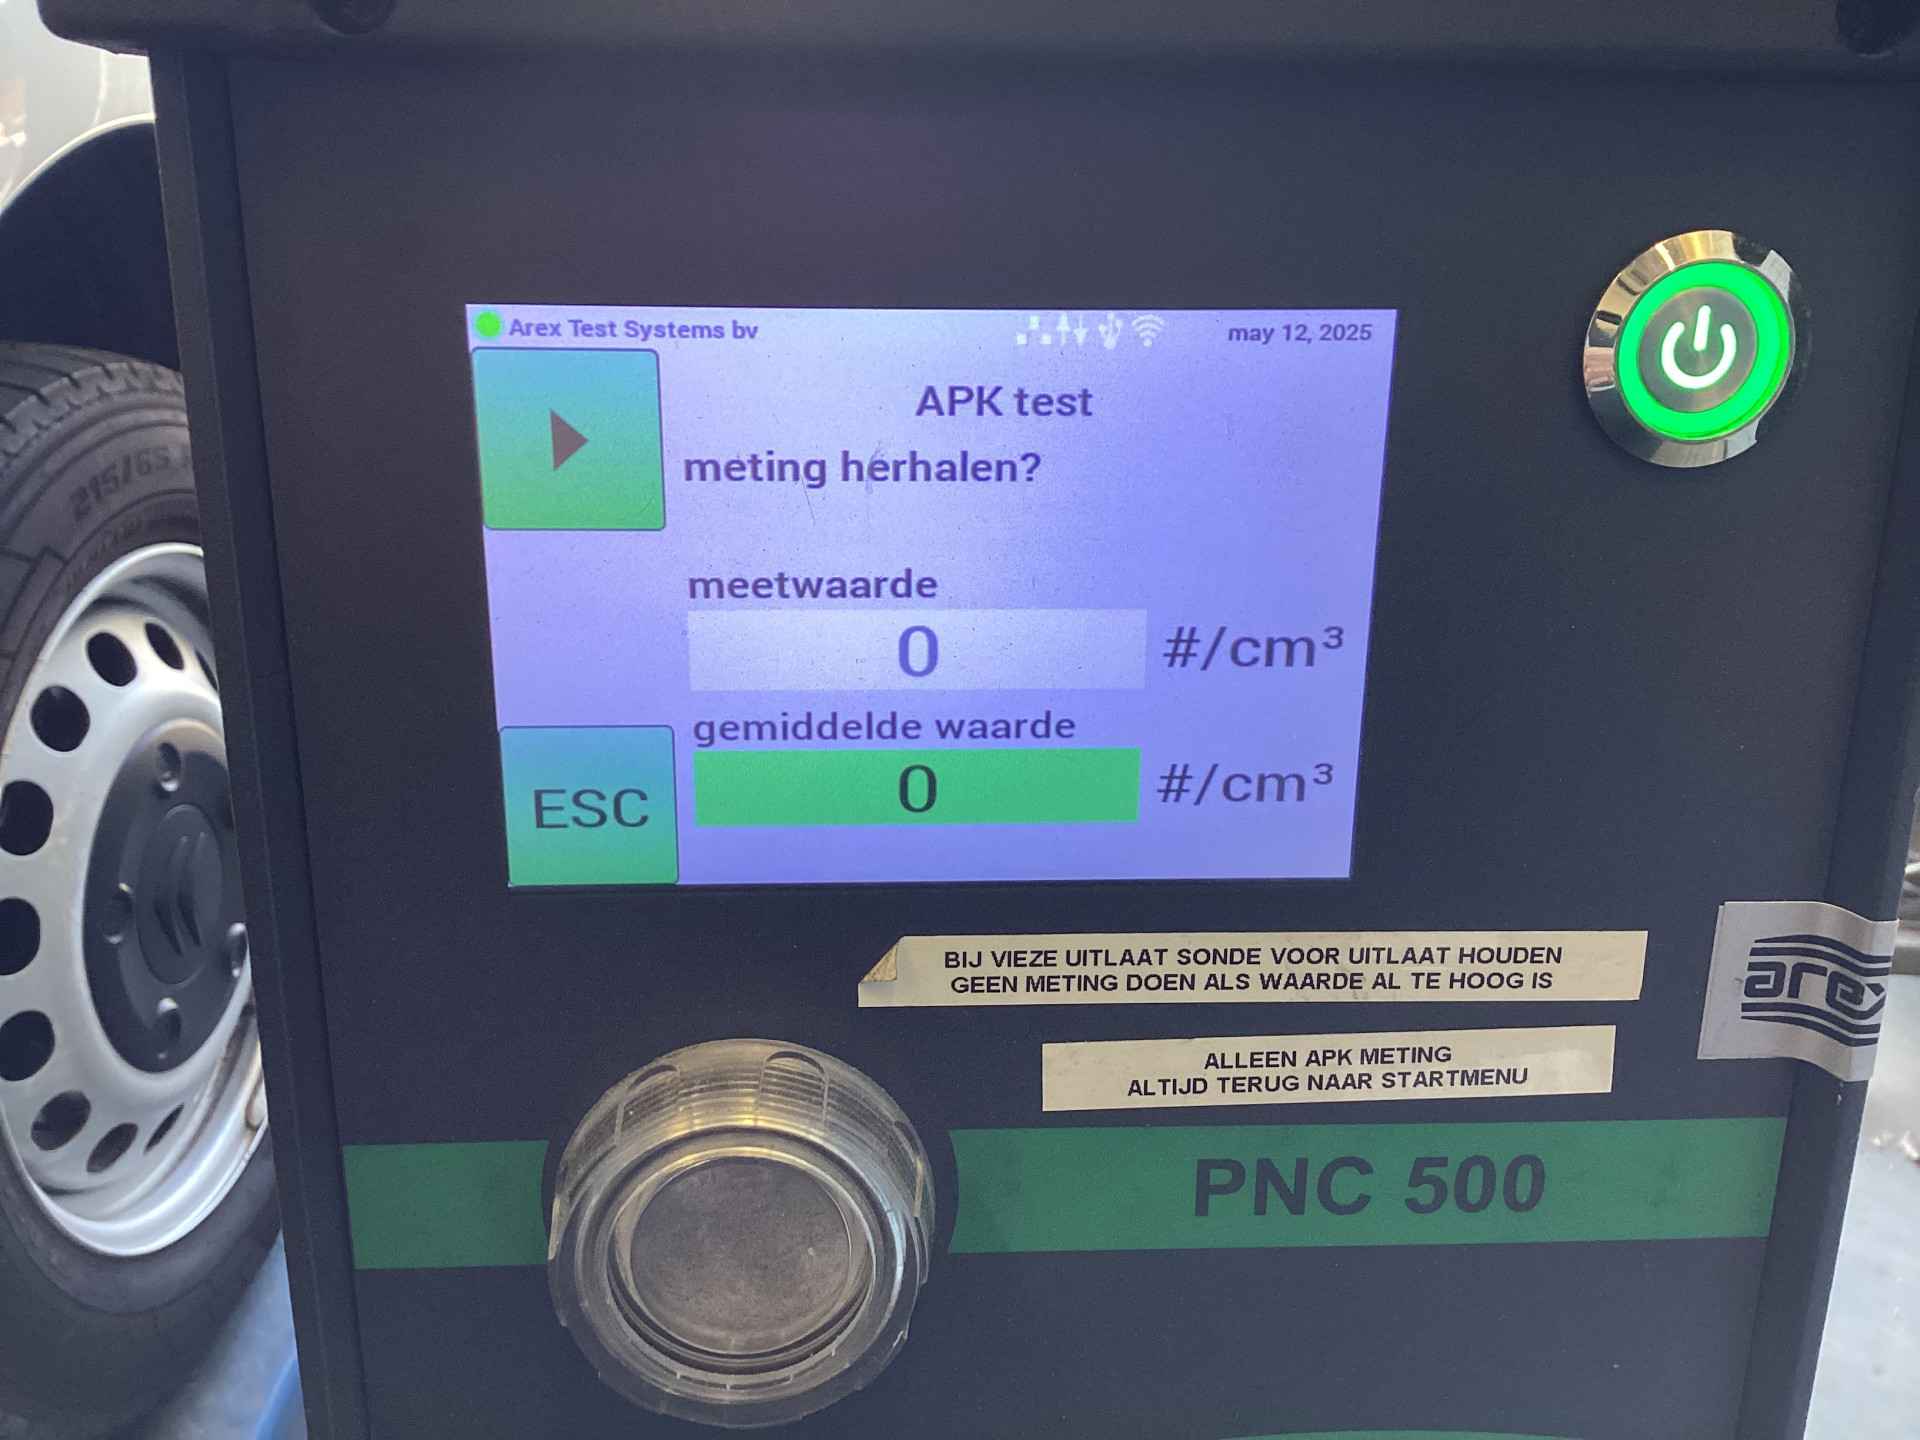 Arex Test Systems bv
may 12, 2025
APK test
meting herhalen?
meetwaarde
0 #/cm³
gemiddelde waarde
0 #/cm³
ESC
BIJ VIEZE UITLAAT SONDE VOOR UITLAAT HOUDEN
GEEN METING DOEN ALS WAARDE AL TE HOOG IS
arex
ALLEEN APK METING
ALTIJD TERUG NAAR STARTMENU
PNC 500
215/65